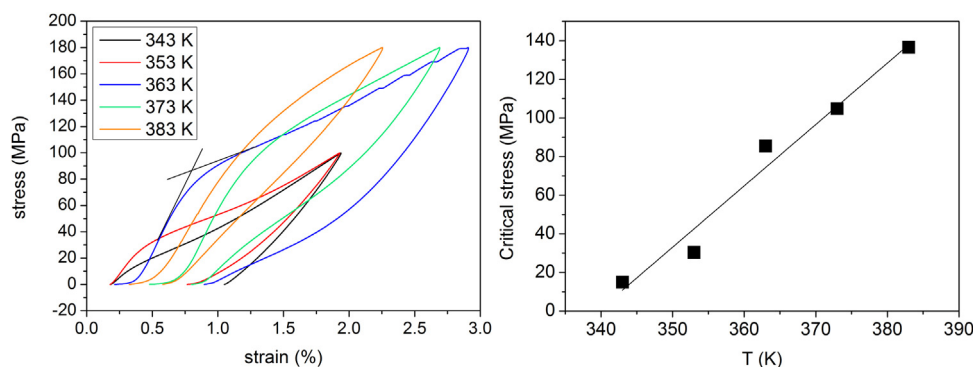 200
180
160
140
120
100
80
60
40
20
0
-20
stress (MPa)
343 K
353 K
363 K
373 K
383 K
0.0 0.5 1.0 1.5 2.0 2.5 3.0
strain (%)
140
120
100
80
60
40
20
0
Critical stress (MPa)
340 350 360 370 380 390
T (K)